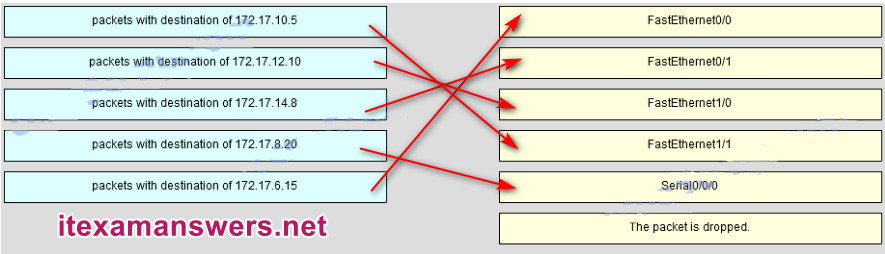 packets with destination of 172.17.10.5
FastEthernet0/0
packets with destination of 172.17.12.10
FastEthernet0/1
packets with destination of 172.17.14.8
FastEthernet1/0
packets with destination of 172.17.8.20
FastEthernet1/1
packets with destination of 172.17.6.15
Serial0/0/0
The packet is dropped.
itexamanswers.net